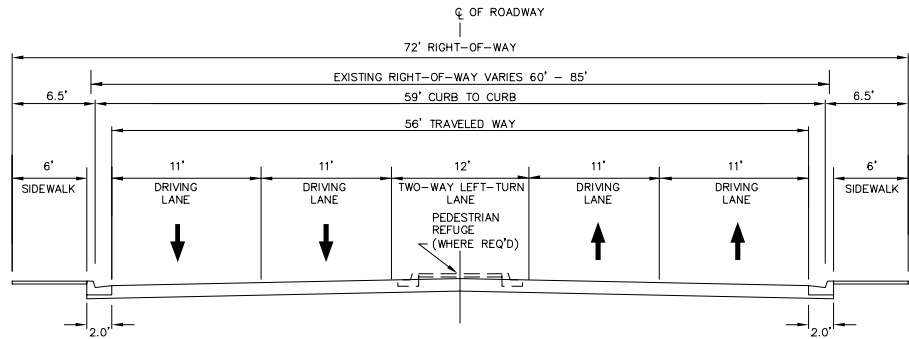 ℄ OF ROADWAY
72' RIGHT-OF-WAY
EXISTING RIGHT-OF-WAY VARIES 60' - 85'
6.5'
59' CURB TO CURB
6.5'
56' TRAVELED WAY
6'
SIDEWALK
11'
DRIVING
LANE
11'
DRIVING
LANE
12'
TWO-WAY LEFT-TURN
LANE
11'
DRIVING
LANE
11'
DRIVING
LANE
6'
SIDEWALK
PEDESTRIAN
REFUGE
(WHERE REQ'D)
2.0'
2.0'